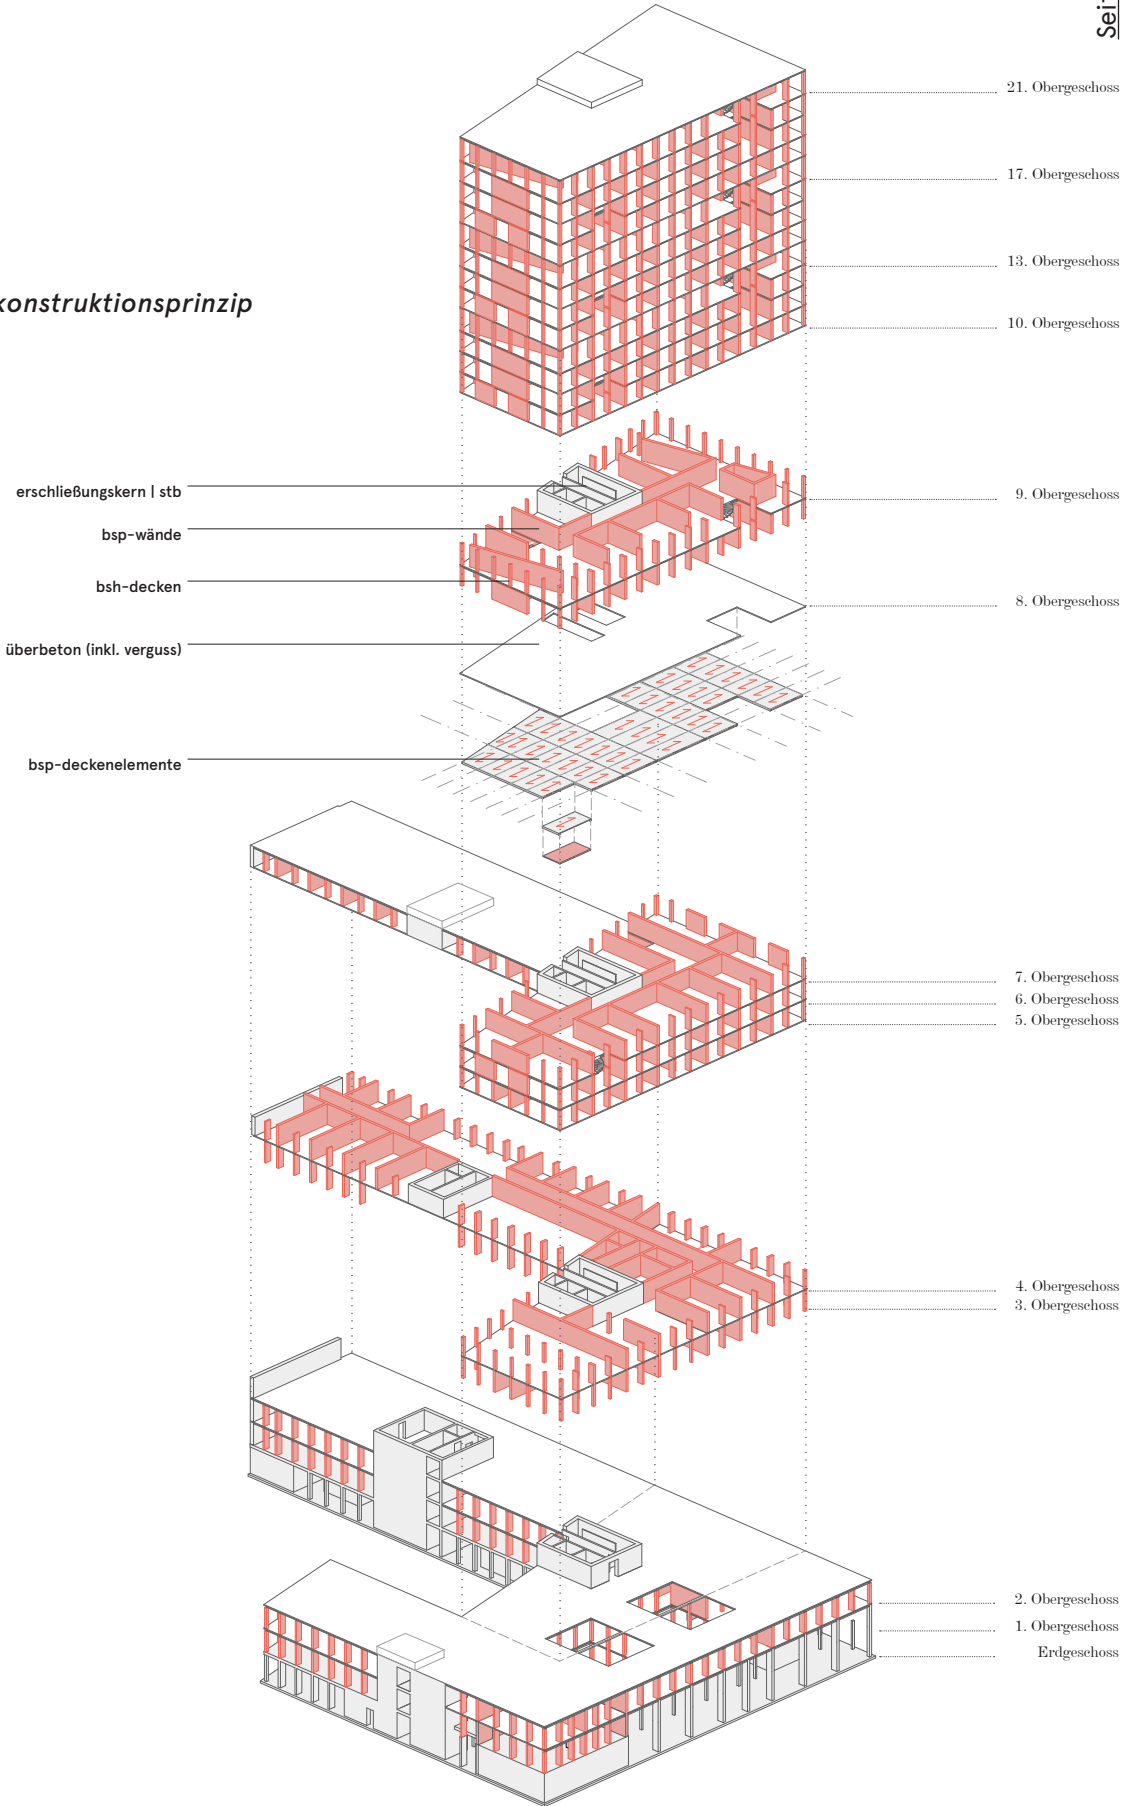 21. Obergeschoss
17. Obergeschoss
13. Obergeschoss
konstruktionsprinzip
10. Obergeschoss
erschließungskern | stb
9. Obergeschoss
bsp-wände
bsh-decken
8. Obergeschoss
überbeton (inkl. verguss)
bsp-deckenelemente
7. Obergeschoss
6. Obergeschoss
5. Obergeschoss
4. Obergeschoss
3. Obergeschoss
2. Obergeschoss
1. Obergeschoss
Erdgeschoss